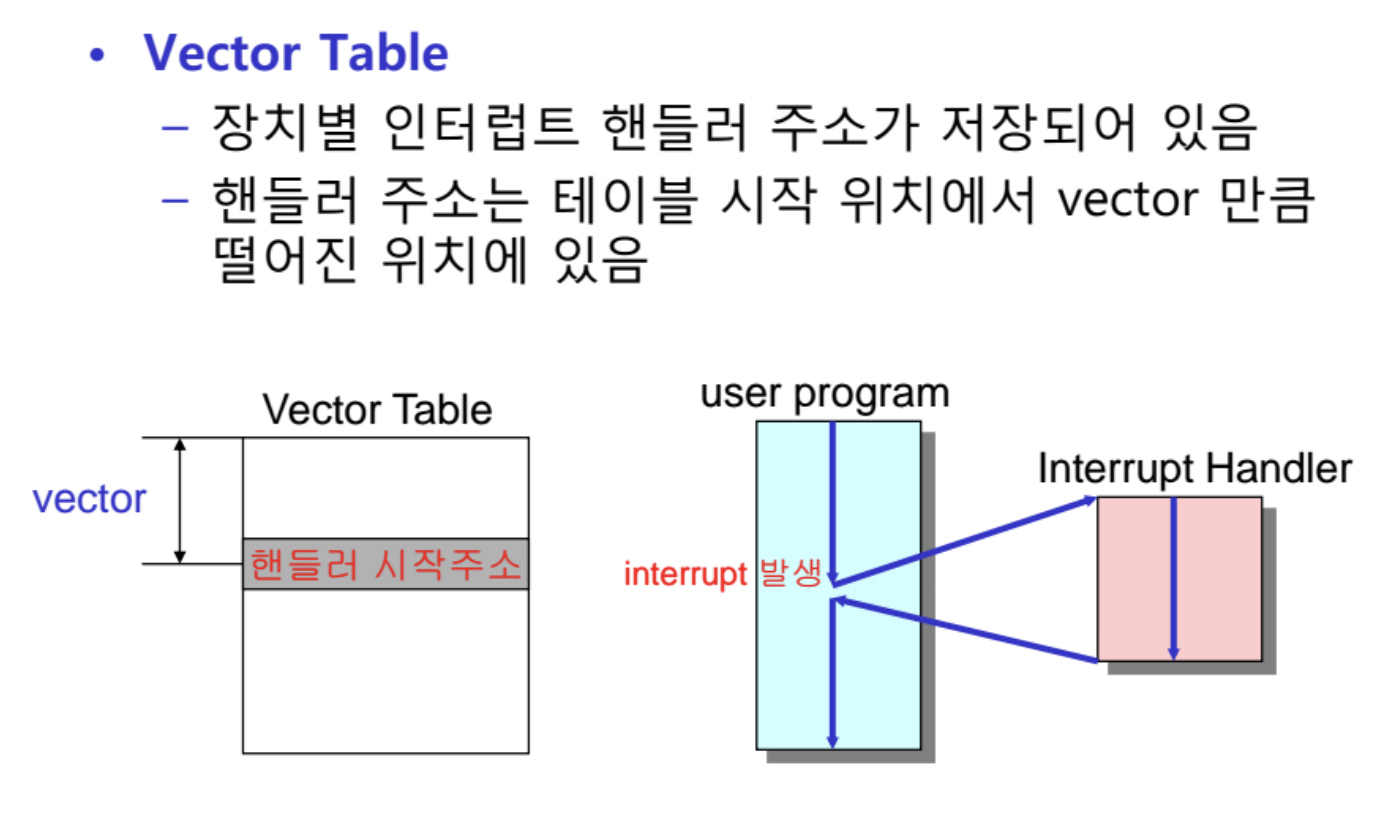 • Vector Table
– 장치별 인터럽트 핸들러 주소가 저장되어 있음
– 핸들러 주소는 테이블 시작 위치에서 vector 만큼
떨어진 위치에 있음
Vector Table
vector
핸들러 시작주소
user program
interrupt 발생
Interrupt Handler